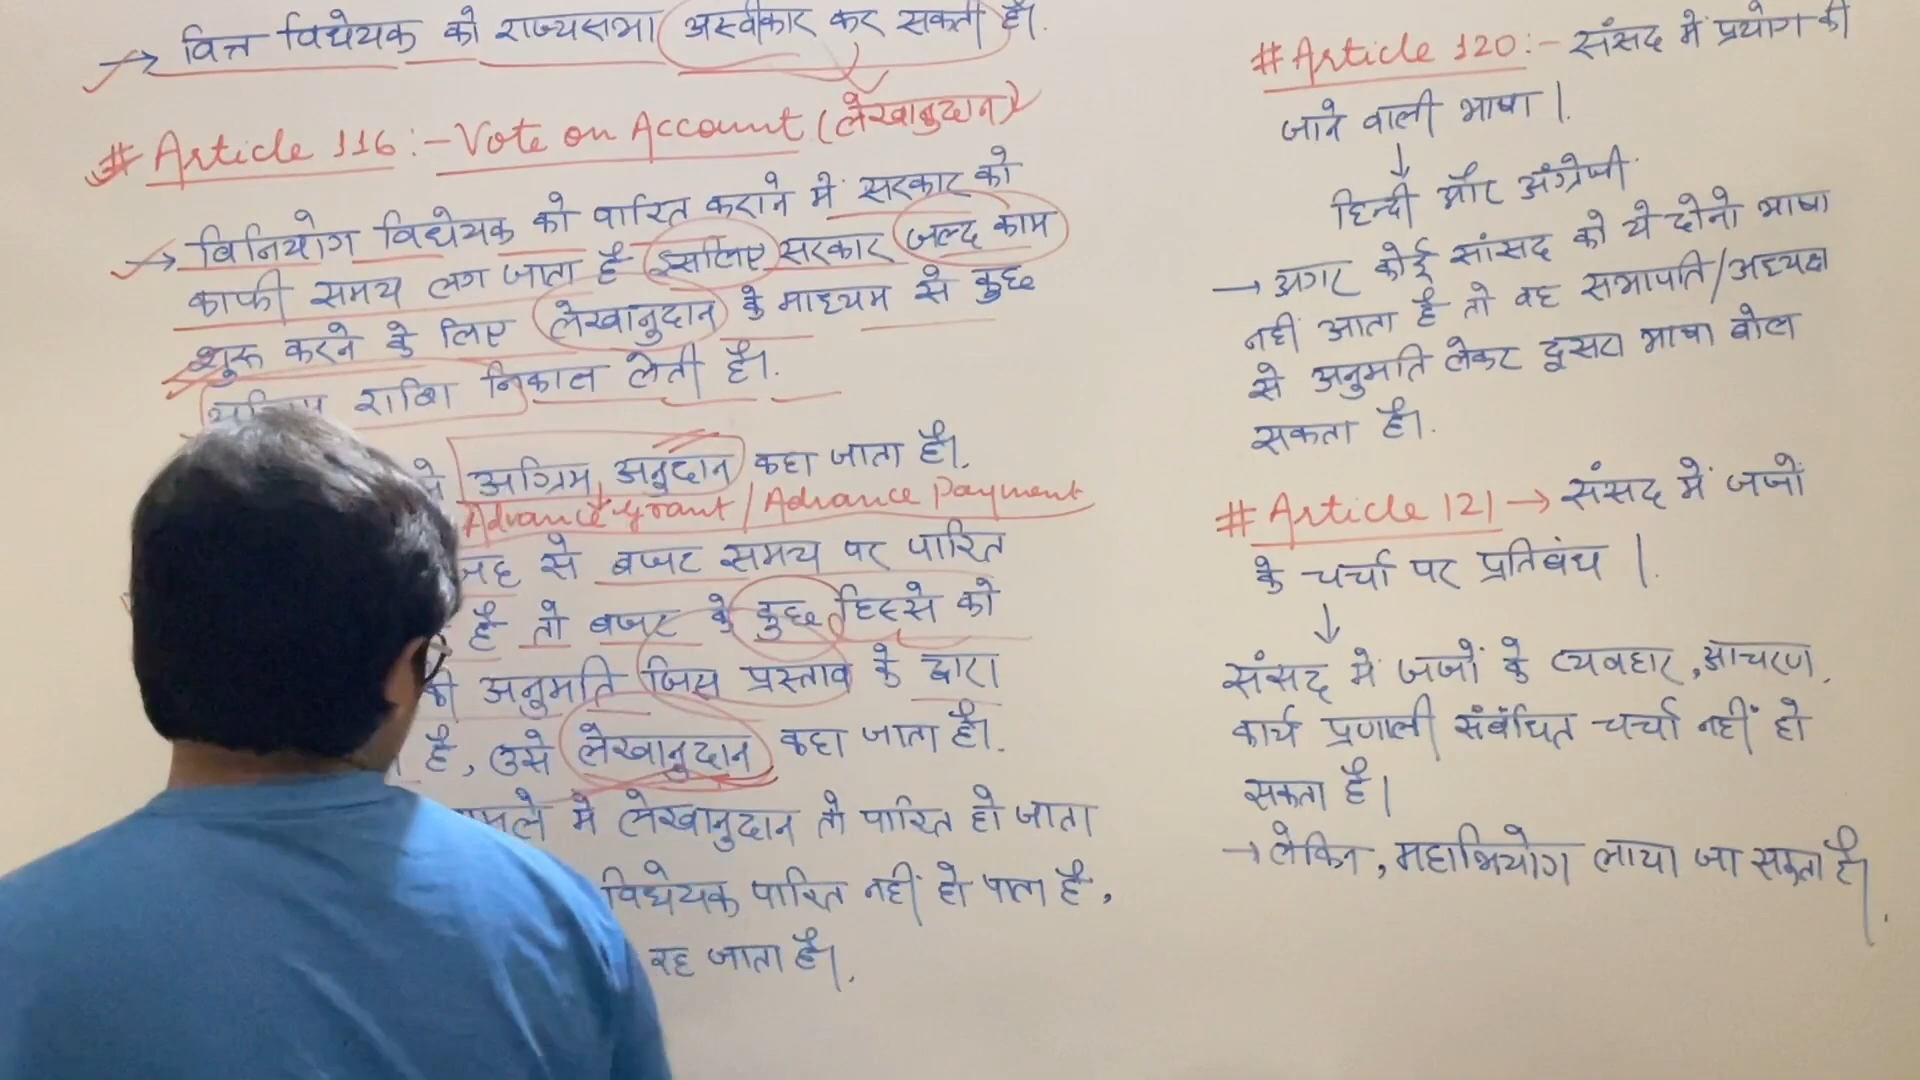 → वित्त विधेयक को राज्यसभा अस्वीकार कर सकती है।
# Article 116:- Vote on Account (लेखानुदान)
→ विनियोग विधेयक को पारित कराने में सरकार को
काफी समय लग जाता है इसलिए सरकार जल्द काम
शुरू करने के लिए लेखानुदान के माध्यम से कुछ
राशि निकाल लेती है।
अग्रिम अनुदान कहा जाता है।
Advance grant / Advance Payment
से बजट समय पर पारित
है तो बजट के कुछ हिस्से को
की अनुमति जिस प्रस्ताव के द्वारा
है, उसे लेखानुदान कहा जाता है।
में लेखानुदान तो पारित हो जाता
विधेयक पारित नहीं हो पाता है,
रह जाता है।
# Article 120:- संसद में प्रयोग की
जाने वाली भाषा।
↓
हिन्दी और अंग्रेजी
→ अगर कोई सांसद को ये दोनो भाषा
नहीं आता है तो वह सभापति/अध्यक्ष
से अनुमति लेकर दूसरा भाषा बोल
सकता है।
# Article 121 → संसद में जजों
के चर्चा पर प्रतिबंध।
↓
संसद में जजों के व्यवहार, आचरण,
कार्य प्रणाली संबंधित चर्चा नहीं हो
सकता है।
→ लेकिन, महाभियोग लाया जा सकता है।